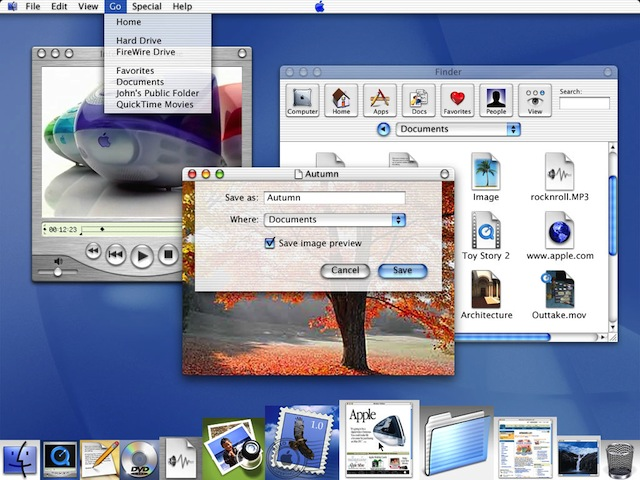 File Edit View Go Special Help
Home
Hard Drive
FireWire Drive
Favorites
Documents
John's Public Folder
QuickTime Movies
00:12:23
Finder
Computer
Home
Apps
Docs
Favorites
People
View
Search:
Documents
Image
rocknroll.MP3
Toy Story 2
www.apple.com
Architecture
Outtake.mov
Autumn
Save as: Autumn
Where: Documents
Save image preview
Cancel
Save
1.0
Apple
DVD